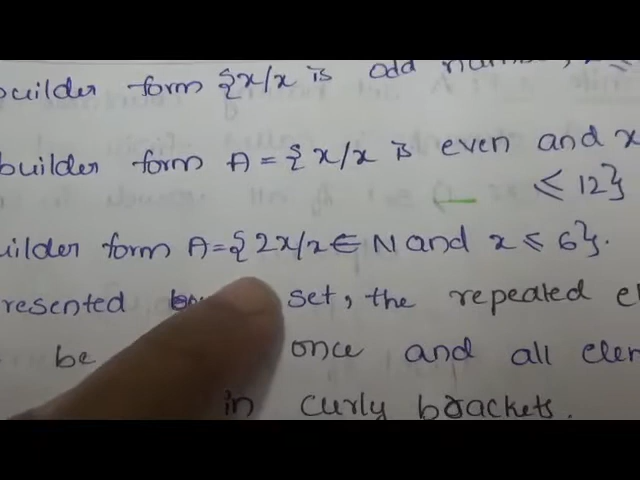 builder form {x/x is odd
builder form A = {x/x is even and x
≤ 12}
uilder form A = {2x/x ∈ N and x ≤ 6}.
resented set, the repeated el
be once and all elem
in curly brackets.